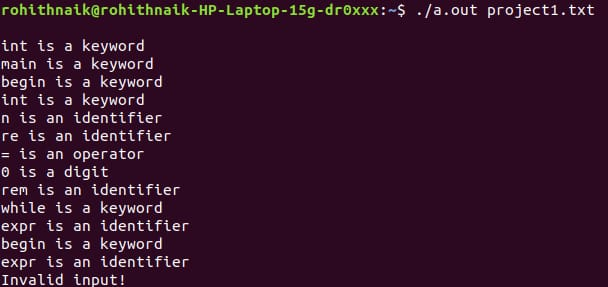 rohithnaik@rohithnaik-HP-Laptop-15g-dr0xxx:~$ ./a.out project1.txt
int is a keyword
main is a keyword
begin is a keyword
int is a keyword
n is an identifier
re is an identifier
= is an operator
0 is a digit
rem is an identifier
while is a keyword
expr is an identifier
begin is a keyword
expr is an identifier
Invalid input!